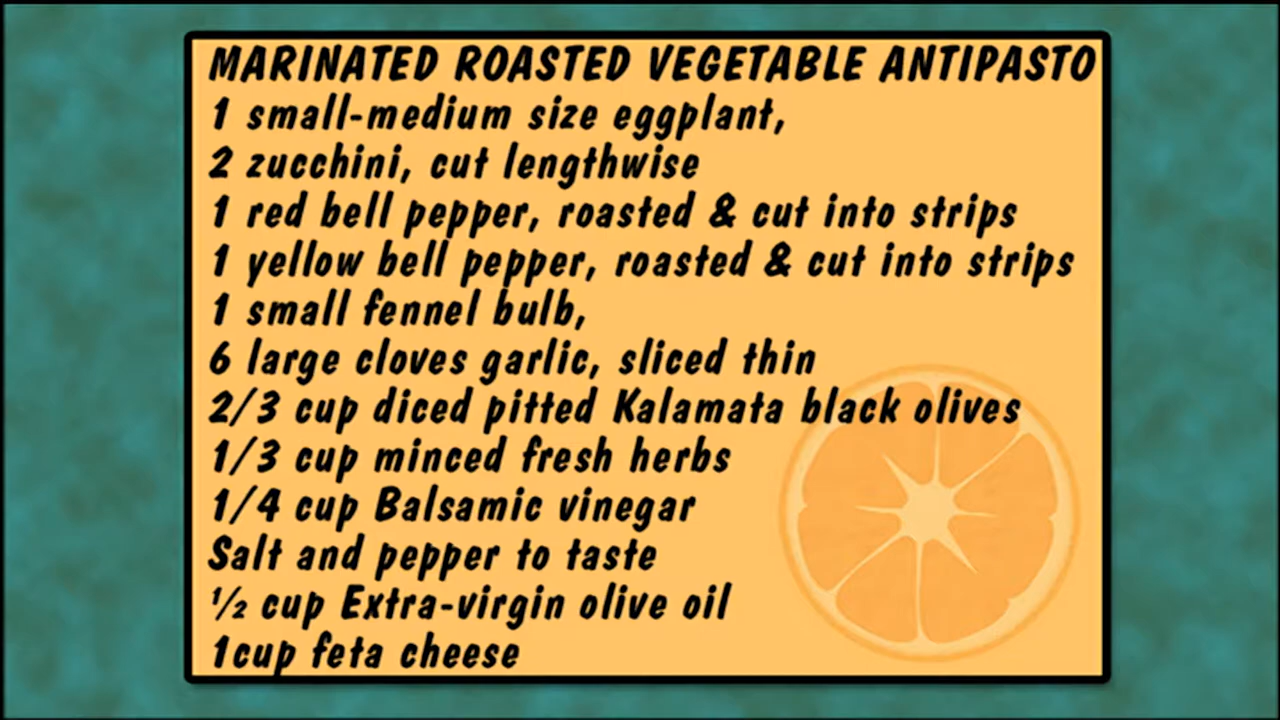 MARINATED ROASTED VEGETABLE ANTIPASTO
1 small-medium size eggplant,
2 zucchini, cut lengthwise
1 red bell pepper, roasted & cut into strips
1 yellow bell pepper, roasted & cut into strips
1 small fennel bulb,
6 large cloves garlic, sliced thin
2/3 cup diced pitted Kalamata black olives
1/3 cup minced fresh herbs
1/4 cup Balsamic vinegar
Salt and pepper to taste
½ cup Extra-virgin olive oil
1cup feta cheese